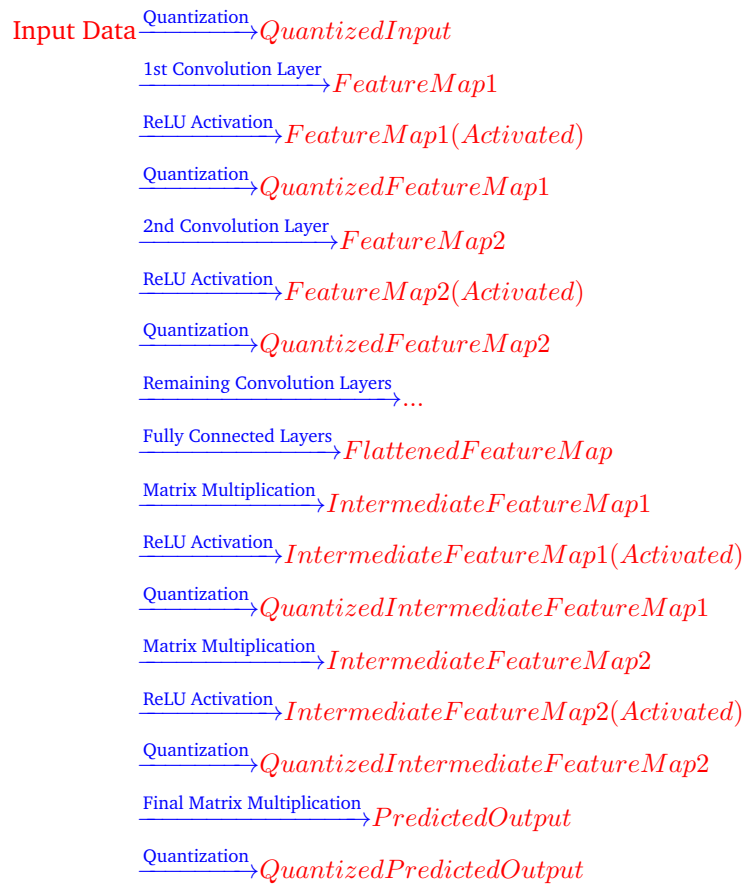 Input Data Quantization QuantizedInput
1st Convolution Layer FeatureMap1
ReLU Activation FeatureMap1(Activated)
Quantization QuantizedFeatureMap1
2nd Convolution Layer FeatureMap2
ReLU Activation FeatureMap2(Activated)
Quantization QuantizedFeatureMap2
Remaining Convolution Layers ...
Fully Connected Layers FlattenedFeatureMap
Matrix Multiplication IntermediateFeatureMap1
ReLU Activation IntermediateFeatureMap1(Activated)
Quantization QuantizedIntermediateFeatureMap1
Matrix Multiplication IntermediateFeatureMap2
ReLU Activation IntermediateFeatureMap2(Activated)
Quantization QuantizedIntermediateFeatureMap2
Final Matrix Multiplication PredictedOutput
Quantization QuantizedPredictedOutput